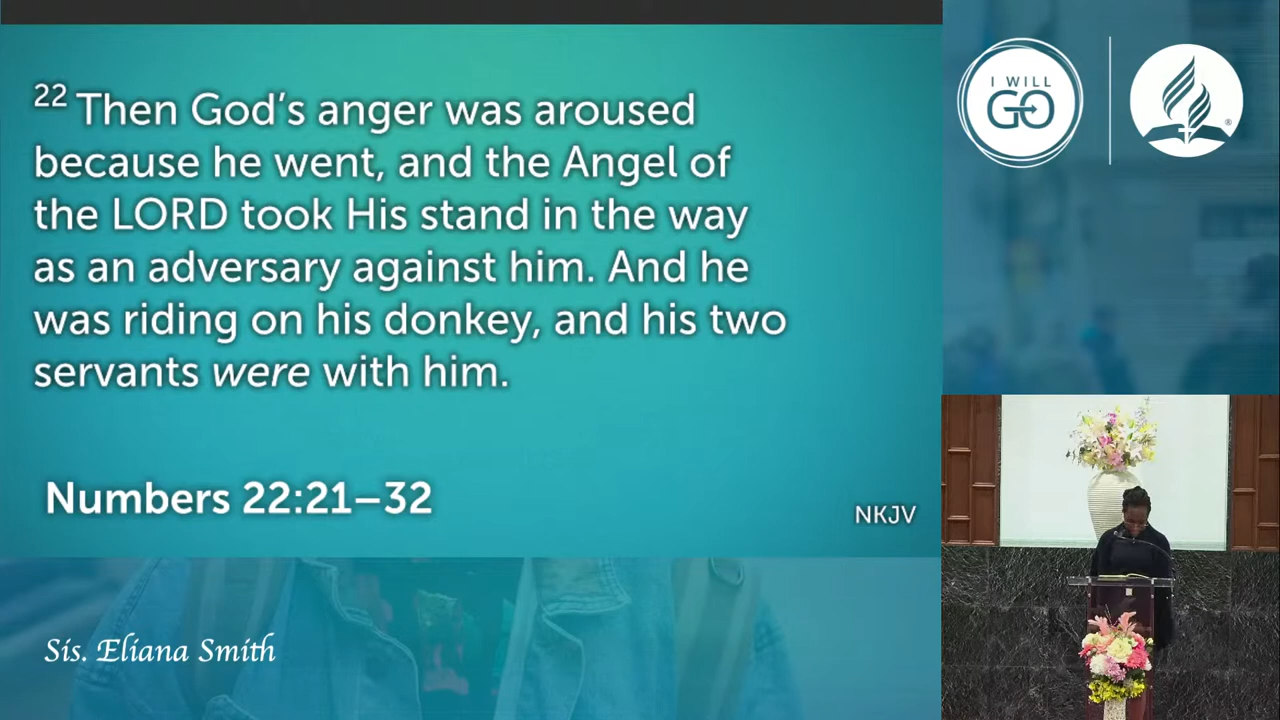 22 Then God’s anger was aroused
because he went, and the Angel of
the LORD took His stand in the way
as an adversary against him. And he
was riding on his donkey, and his two
servants were with him.
Numbers 22:21–32
NKJV
I WILL
GO
®
Sis. Eliana Smith